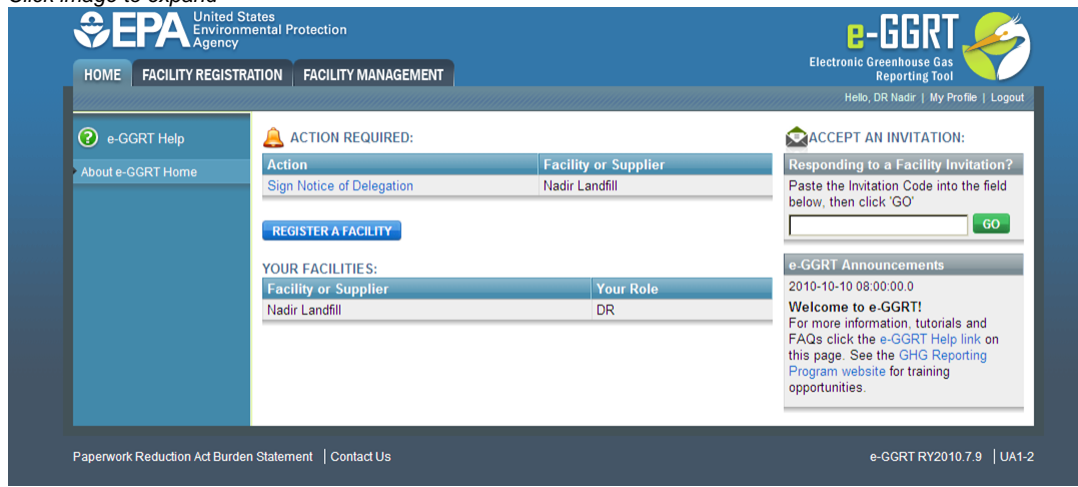 Click image to expand
United States
Environmental Protection
Agency
EPA
e-GGRT
Electronic Greenhouse Gas
Reporting Tool
HOME FACILITY REGISTRATION FACILITY MANAGEMENT
Hello, DR Nadir | My Profile | Logout
e-GGRT Help
About e-GGRT Home
ACTION REQUIRED:
Action Facility or Supplier
Sign Notice of Delegation Nadir Landfill
REGISTER A FACILITY
YOUR FACILITIES:
Facility or Supplier Your Role
Nadir Landfill DR
ACCEPT AN INVITATION:
Responding to a Facility Invitation?
Paste the Invitation Code into the field
below, then click 'GO'
GO
e-GGRT Announcements
2010-10-10 08:00:00.0
Welcome to e-GGRT!
For more information, tutorials and
FAQs click the e-GGRT Help link on
this page. See the GHG Reporting
Program website for training
opportunities.
Paperwork Reduction Act Burden Statement | Contact Us
e-GGRT RY2010.7.9 | UA1-2